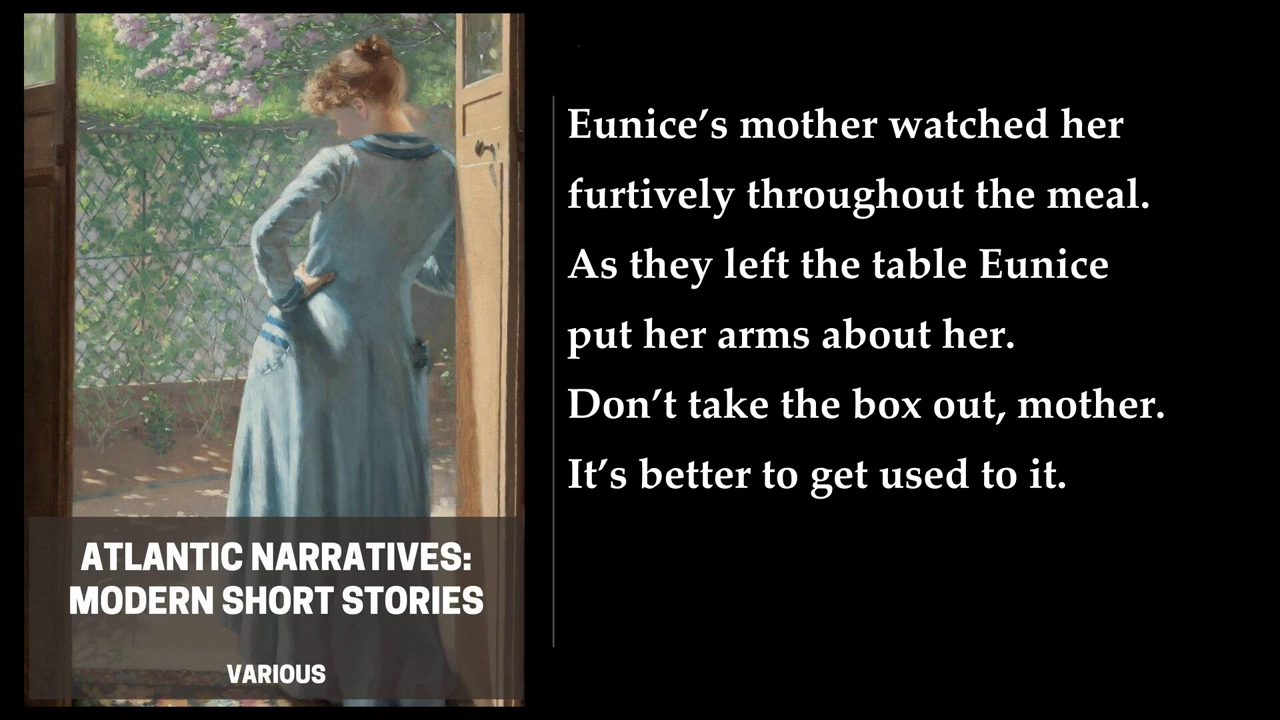 Eunice’s mother watched her
furtively throughout the meal.
As they left the table Eunice
put her arms about her.
Don’t take the box out, mother.
It’s better to get used to it.
ATLANTIC NARRATIVES:
MODERN SHORT STORIES
VARIOUS